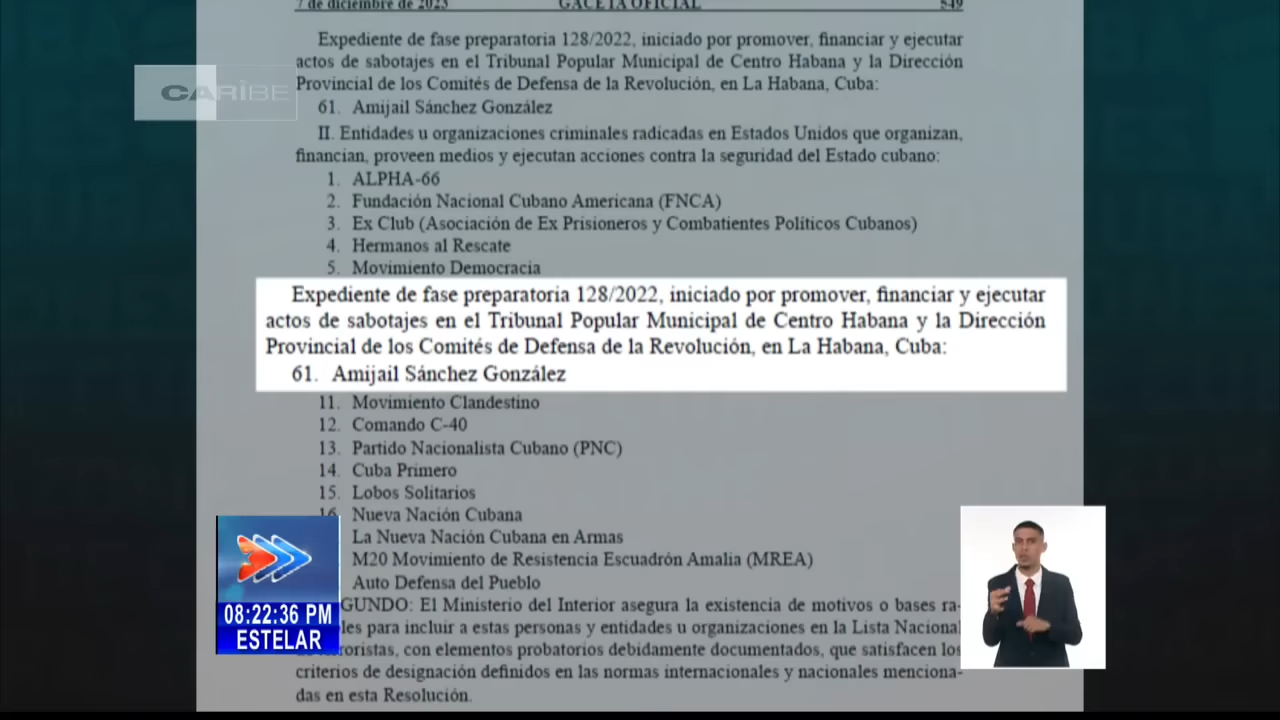 7 de diciembre de 2023 GACETA OFICIAL 549
Expediente de fase preparatoria 128/2022, iniciado por promover, financiar y ejecutar
actos de sabotajes en el Tribunal Popular Municipal de Centro Habana y la Dirección
Provincial de los Comités de Defensa de la Revolución, en La Habana, Cuba:
CARIBE
61. Amijail Sánchez González
II. Entidades u organizaciones criminales radicadas en Estados Unidos que organizan,
financian, proveen medios y ejecutan acciones contra la seguridad del Estado cubano:
1. ALPHA-66
2. Fundación Nacional Cubano Americana (FNCA)
3. Ex Club (Asociación de Ex Prisioneros y Combatientes Políticos Cubanos)
4. Hermanos al Rescate
5. Movimiento Democracia
Expediente de fase preparatoria 128/2022, iniciado por promover, financiar y ejecutar
actos de sabotajes en el Tribunal Popular Municipal de Centro Habana y la Dirección
Provincial de los Comités de Defensa de la Revolución, en La Habana, Cuba:
61. Amijail Sánchez González
11. Movimiento Clandestino
12. Comando C-40
13. Partido Nacionalista Cubano (PNC)
14. Cuba Primero
15. Lobos Solitarios
16. Nueva Nación Cubana
La Nueva Nación Cubana en Armas
M20 Movimiento de Resistencia Escuadrón Amalia (MREA)
Auto Defensa del Pueblo
GUNDO: El Ministerio del Interior asegura la existencia de motivos o bases ra-
les para incluir a estas personas y entidades u organizaciones en la Lista Nacional
roristas, con elementos probatorios debidamente documentados, que satisfacen los
criterios de designación definidos en las normas internacionales y nacionales menciona-
das en esta Resolución.
08:22:36 PM
ESTELAR